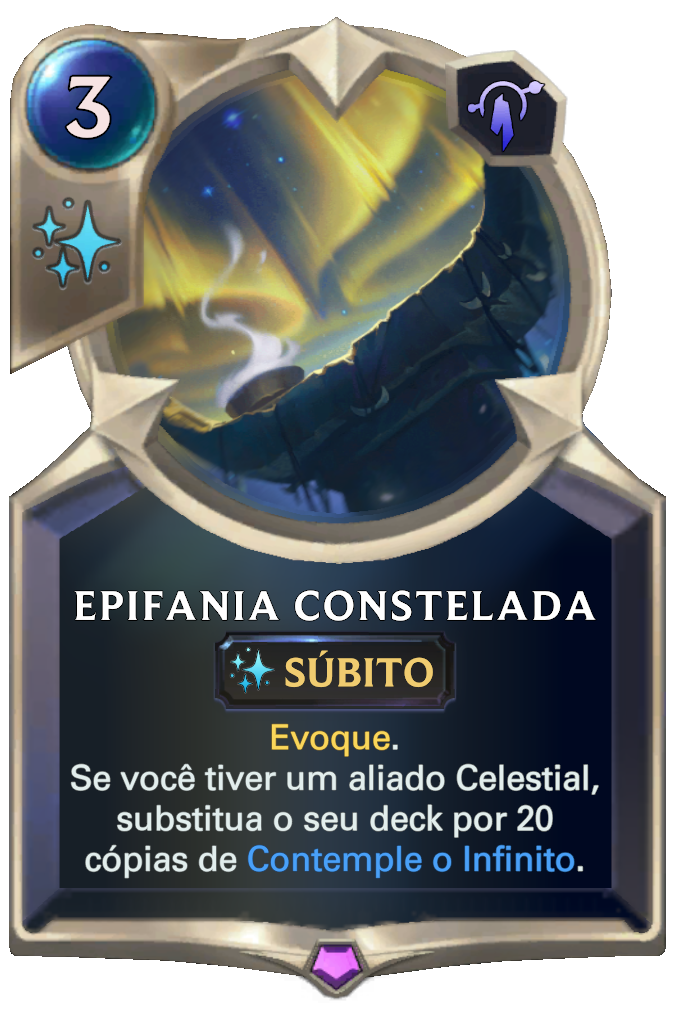 3
EPIFANIA CONSTELADA
SÚBITO
Evoque.
Se você tiver um aliado Celestial,
substitua o seu deck por 20
cópias de Contemple o Infinito.